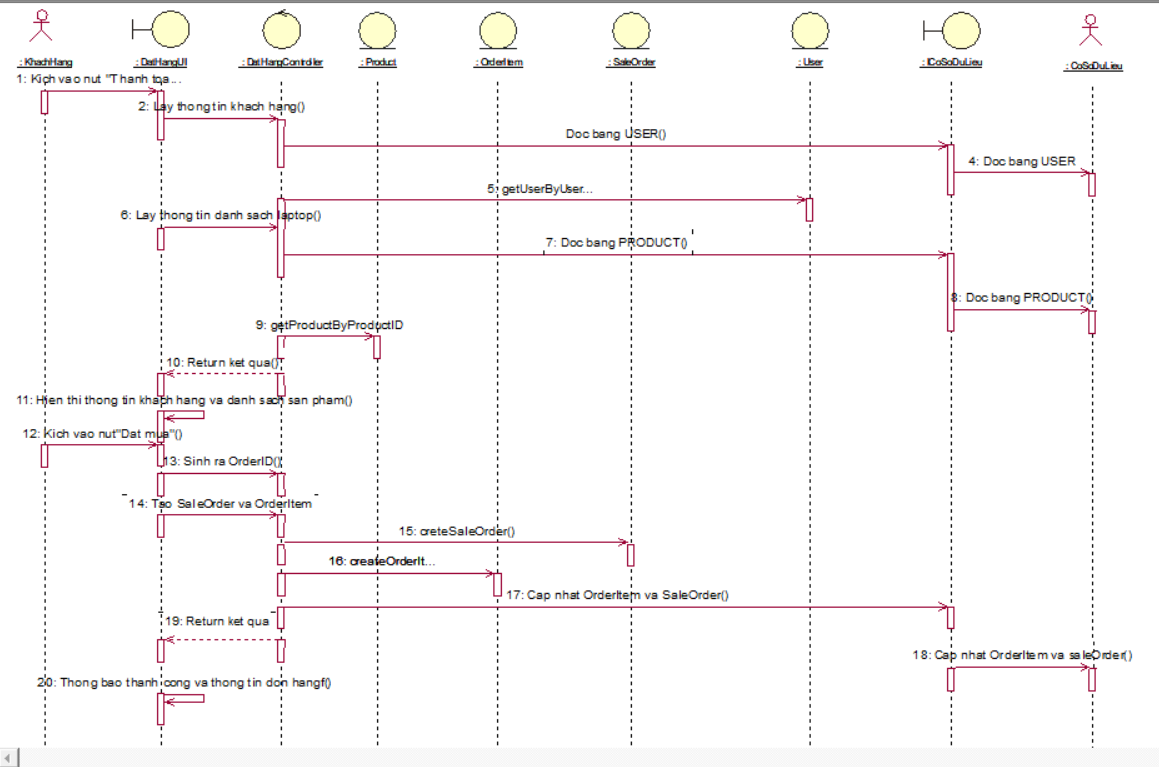 : KhachHang
: DatHangUI
: DatHangController
: Product
: OrderItem
: SaleOrder
: User
: ICoSoDuLieu
: CoSoDuLieu
1: Kich vao nut "Thanh toa...
2: Lay thong tin khach hang()
Doc bang USER()
4: Doc bang USER
5: getUserByUser...
6: Lay thong tin danh sach laptop()
7: Doc bang PRODUCT()
8: Doc bang PRODUCT()
9: getProductByProductID
10: Return ket qua()
11: Hien thi thong tin khach hang va danh sach san pham()
12: Kich vao nut"Dat mua"()
13: Sinh ra OrderID()
14: Tao SaleOrder va OrderItem
15: creteSaleOrder()
16: createOrderIt...
17: Cap nhat OrderItem va SaleOrder()
19: Return ket qua
18: Cap nhat OrderItem va saleOrder()
20: Thong bao thanh cong va thong tin don hangf()